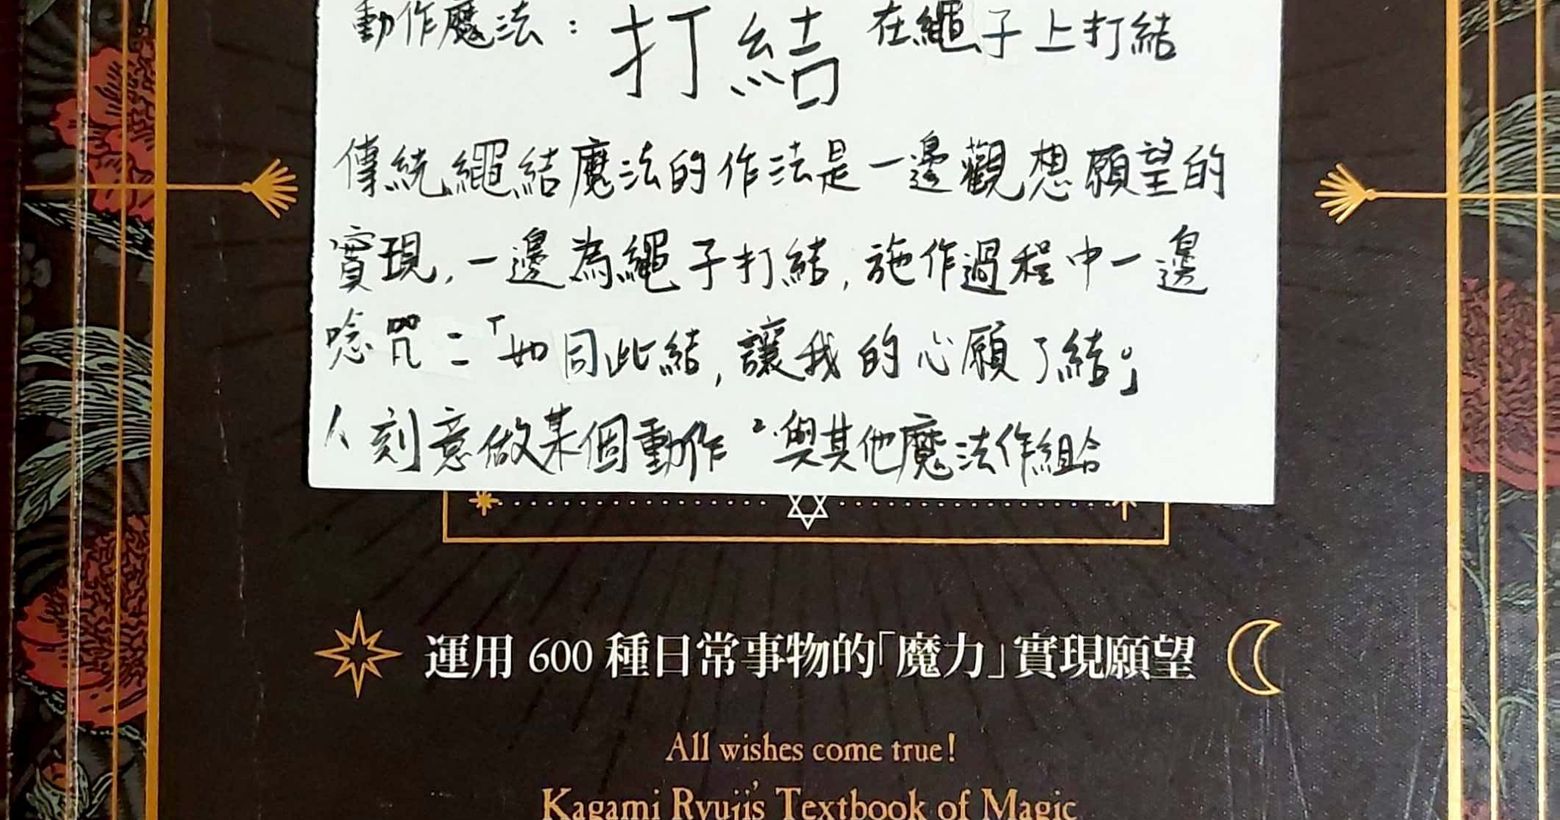 動作魔法：打結 在繩子上打結
傳統繩結魔法的作法是一邊觀想願望的
實現，一邊為繩子打結，施作過程中一邊
唸咒：「如同此結，讓我的心願了結。」
1、刻意做某個動作 2、與其他魔法作組合
運用 600 種日常事物的「魔力」實現願望
All wishes come true!
Kagami Ryuji's Textbook of Magic